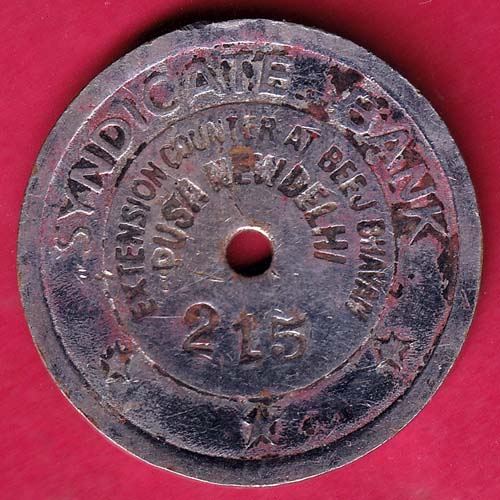 SYNDICATE BANK
EXTENSION COUNTER AT BEEJ BHAVAN
PUSA NEW DELHI
215